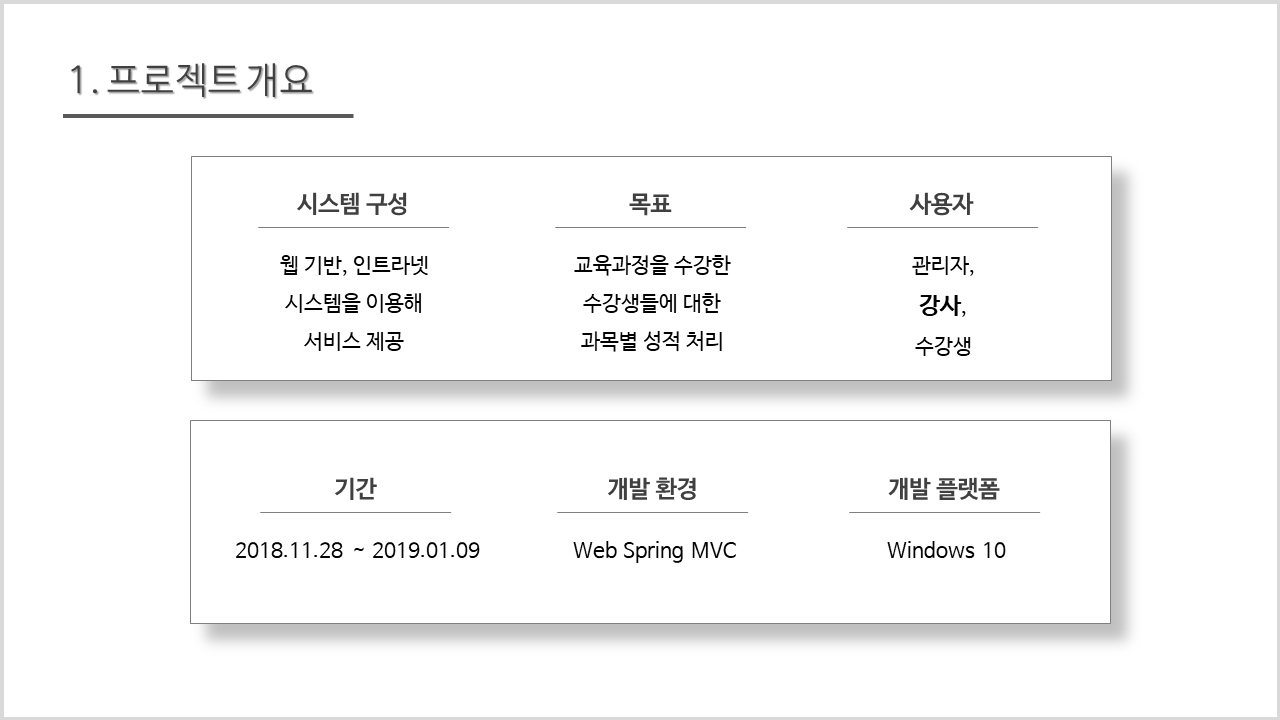 1. 프로젝트 개요
시스템 구성
웹 기반, 인트라넷
시스템을 이용해
서비스 제공
목표
교육과정을 수강한
수강생들에 대한
과목별 성적 처리
사용자
관리자,
강사,
수강생
기간
2018.11.28 ~ 2019.01.09
개발 환경
Web Spring MVC
개발 플랫폼
Windows 10